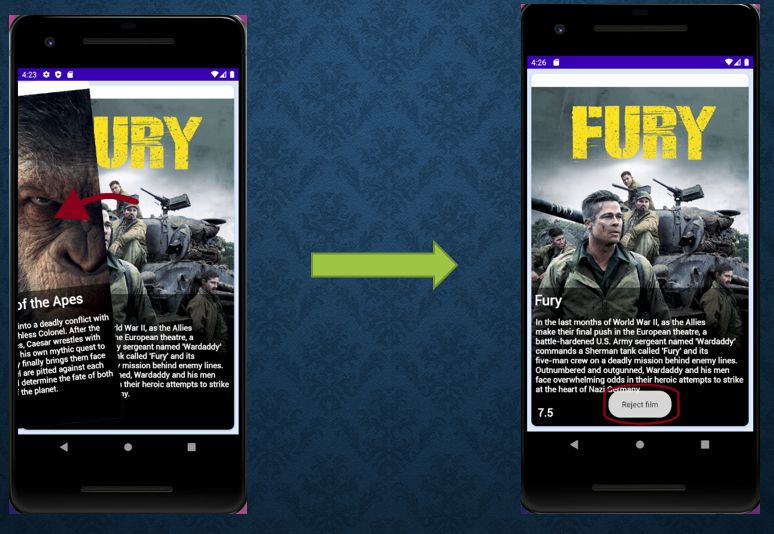 4:23
URY
of the Apes
into a deadly conflict with
hless Colonel. After the
es, Caesar wrestles with
his own mythic quest to
y finally brings them face
l are pitted against each
determine the fate of both
the planet.
rld War II, as the Allies
he European theatre, a
y sergeant named 'Wardaddy'
nk called 'Fury' and its
y mission behind enemy lines.
ned, Wardaddy and his men
n their heroic attempts to strike
ny.
4:26
FURY
FURY
Fury
In the last months of World War II, as the Allies
make their final push in the European theatre, a
battle-hardened U.S. Army sergeant named 'Wardaddy'
commands a Sherman tank called 'Fury' and its
five-man crew on a deadly mission behind enemy lines.
Outnumbered and outgunned, Wardaddy and his men
face overwhelming odds in their heroic attempts to strike
at the heart of Nazi Germany.
Reject film
7.5